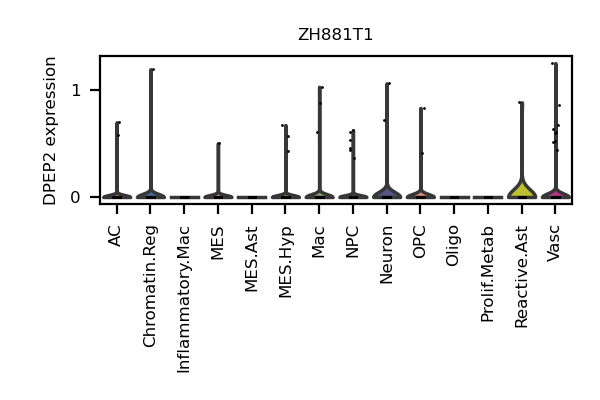 ZH881T1
DPEP2 expression
1
0
AC
Chromatin.Reg
Inflammatory.Mac
MES
MES.Ast
MES.Hyp
Mac
NPC
Neuron
OPC
Oligo
Prolif.Metab
Reactive.Ast
Vasc